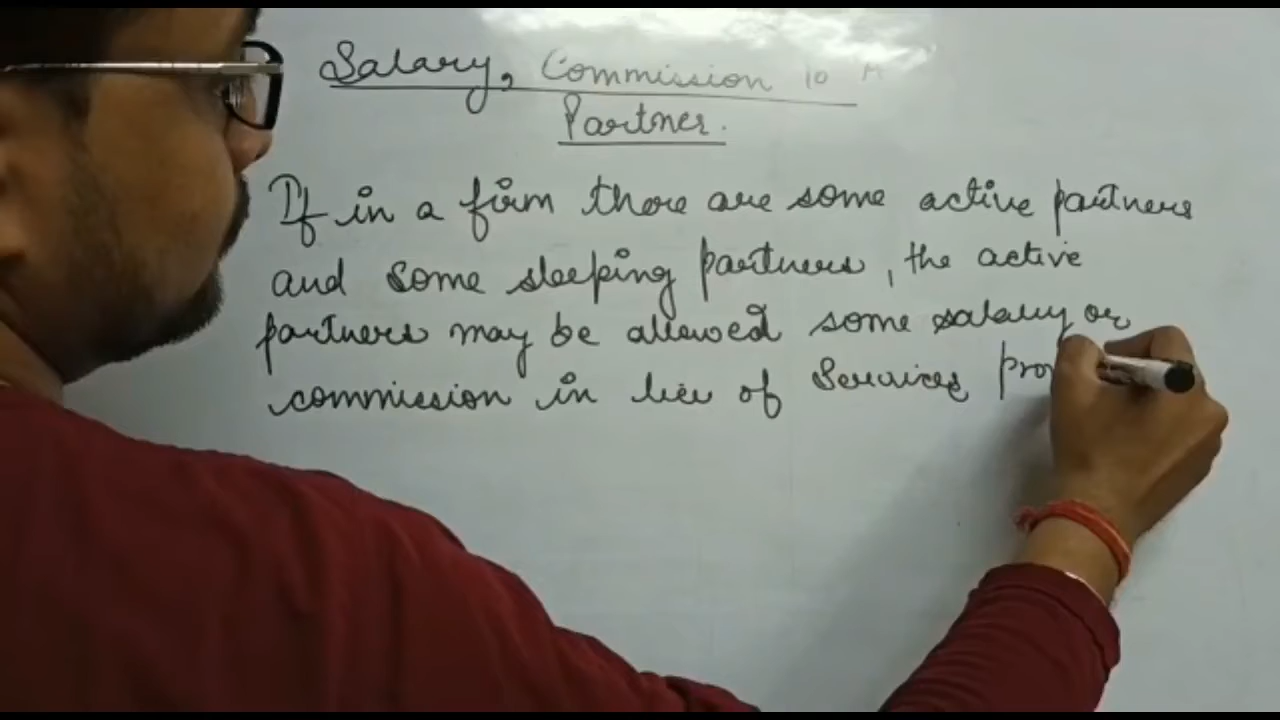 Salary, Commission to A
Partner.
If in a firm there are some active partners
and some sleeping partners, the active
partners may be allowed some salary or
commission in lieu of Services pro